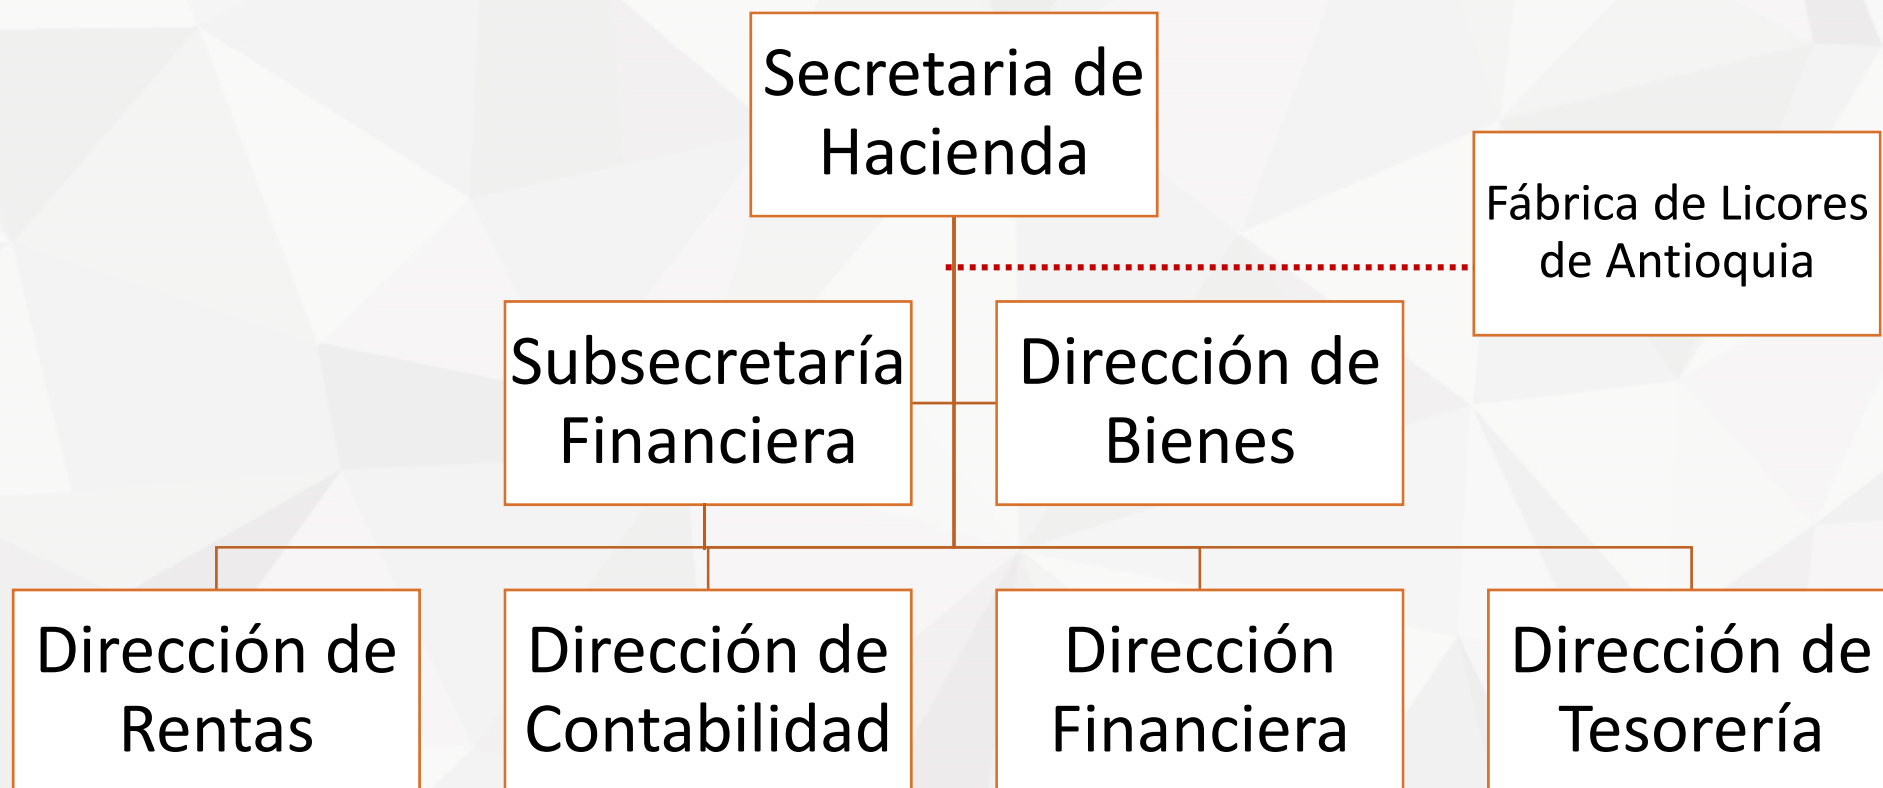 Secretaria de
Hacienda
Fábrica de Licores
de Antioquia
Subsecretaría
Financiera
Dirección de
Bienes
Dirección de
Rentas
Dirección de
Contabilidad
Dirección
Financiera
Dirección de
Tesorería